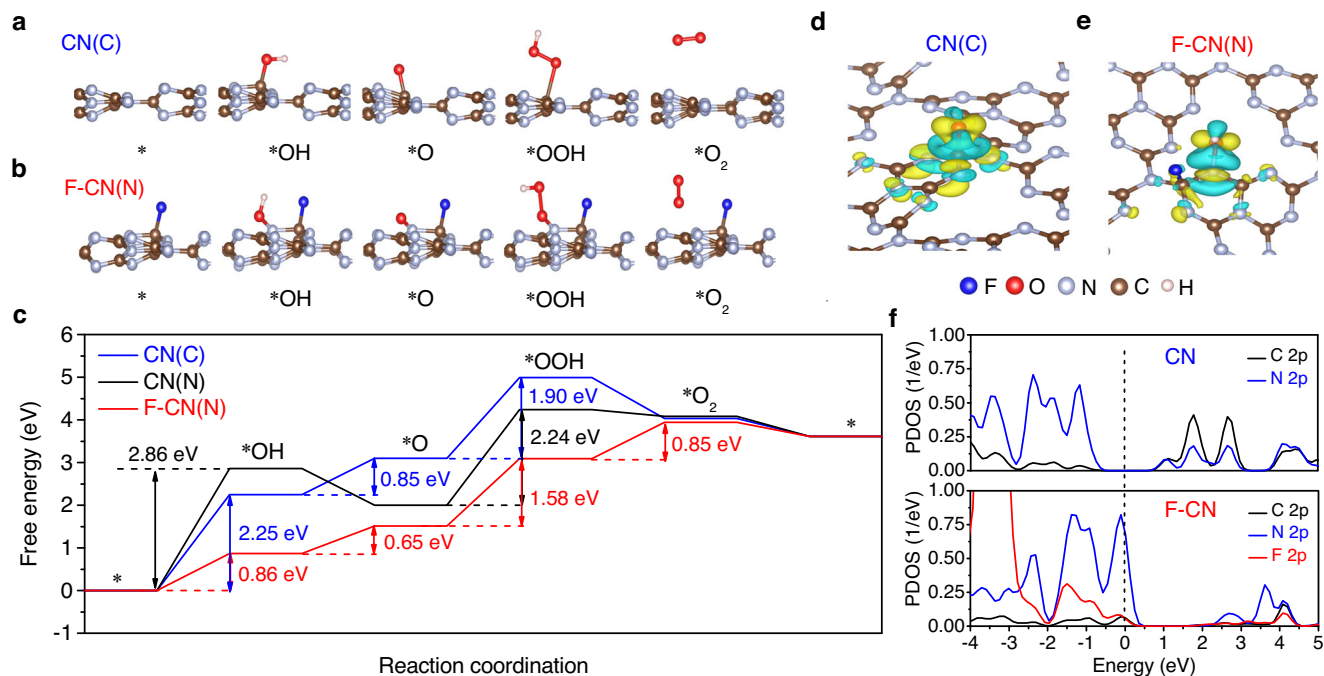 a
CN(C)
*
*OH
*O
*OOH
*O2
b
F-CN(N)
*
*OH
*O
*OOH
*O2
d
CN(C)
e
F-CN(N)
F O N C H
c
Free energy (eV)
6
5
4
3
2
1
0
-1
CN(C)
CN(N)
F-CN(N)
2.86 eV
*
*OH
*O
*OOH
*O2
*
1.90 eV
2.24 eV
0.85 eV
0.85 eV
2.25 eV
1.58 eV
0.65 eV
0.86 eV
Reaction coordination
f
PDOS (1/eV)
1.00
0.75
0.50
0.25
0.00
CN
C 2p
N 2p
PDOS (1/eV)
1.00
0.75
0.50
0.25
0.00
F-CN
C 2p
N 2p
F 2p
-4 -3 -2 -1 0 1 2 3 4 5
Energy (eV)